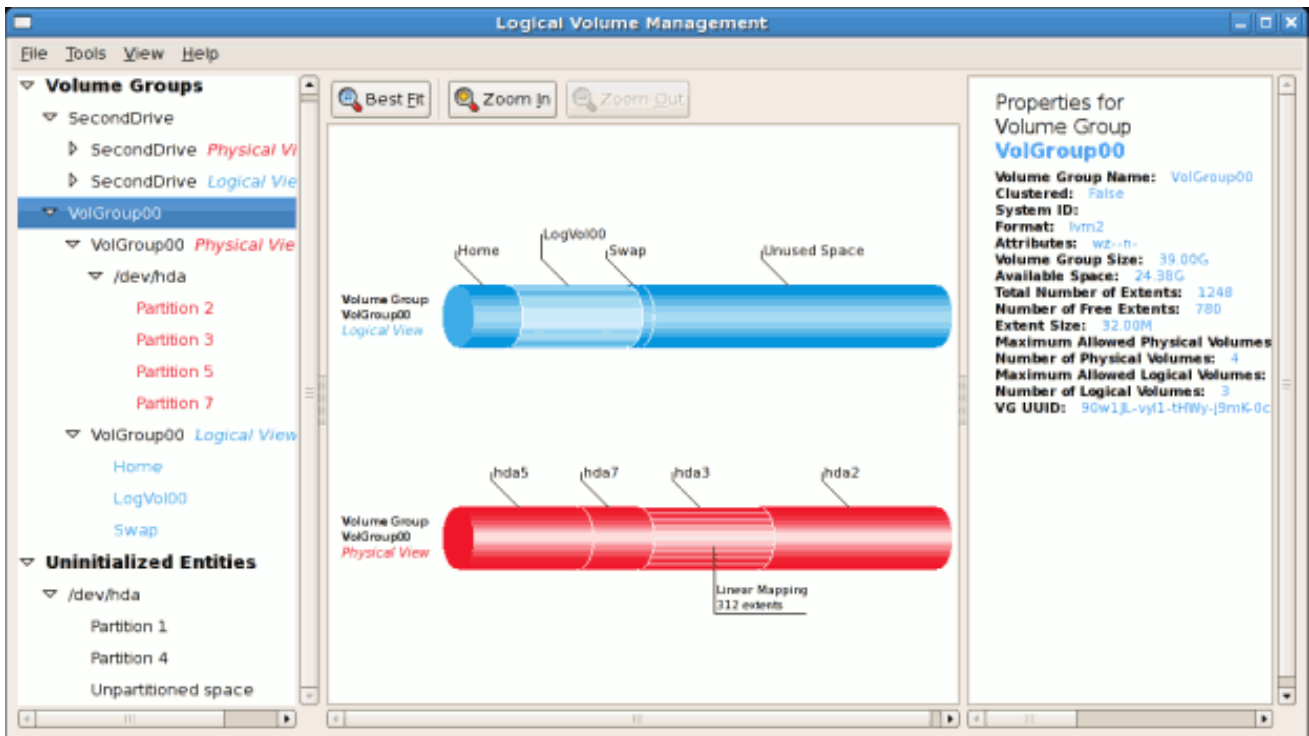 Logical Volume Management
File Tools View Help
Volume Groups
SecondDrive
SecondDrive Physical Vi
SecondDrive Logical Vie
VolGroup00
VolGroup00 Physical Vie
/dev/hda
Partition 2
Partition 3
Partition 5
Partition 7
VolGroup00 Logical View
Home
LogVol00
Swap
Uninitialized Entities
/dev/hda
Partition 1
Partition 4
Unpartitioned space
Best Fit Zoom In Zoom Out
Home LogVol00 Swap Unused Space
Volume Group
VolGroup00
Logical View
hda5 hda7 hda3 hda2
Volume Group
VolGroup00
Physical View
Linear Mapping
312 extents
Properties for
Volume Group
VolGroup00
Volume Group Name: VolGroup00
Clustered: False
System ID:
Format: lvm2
Attributes: wz--n-
Volume Group Size: 39.00G
Available Space: 24.38G
Total Number of Extents: 1248
Number of Free Extents: 780
Extent Size: 32.00M
Maximum Allowed Physical Volumes
Number of Physical Volumes: 4
Maximum Allowed Logical Volumes:
Number of Logical Volumes: 3
VG UUID: 90w1JL-vyl1-tHWy-J9mK-0c